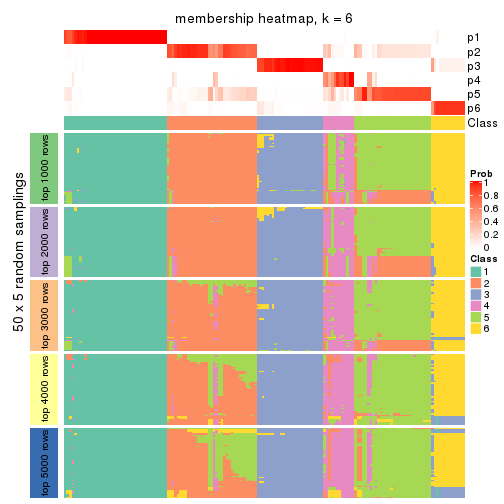 membership heatmap, k = 6
p1
p2
p3
p4
p5
p6
Class
50 x 5 random samplings
top 1000 rows
top 2000 rows
top 3000 rows
top 4000 rows
top 5000 rows
Prob
1
0.8
0.6
0.4
0.2
0
Class
1
2
3
4
5
6